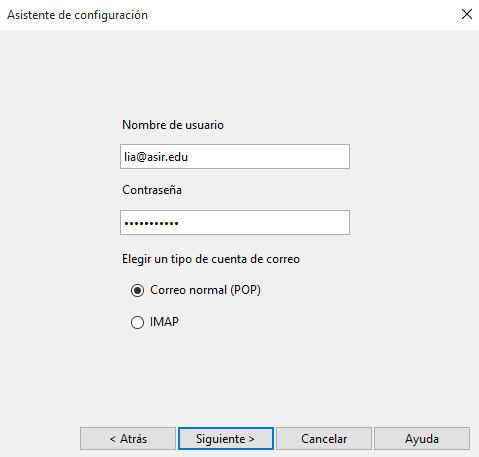 Asistente de configuración
Nombre de usuario
lia@asir.edu
Contraseña
•••••••••••
Elegir un tipo de cuenta de correo
Correo normal (POP)
IMAP
< Atrás Siguiente > Cancelar Ayuda